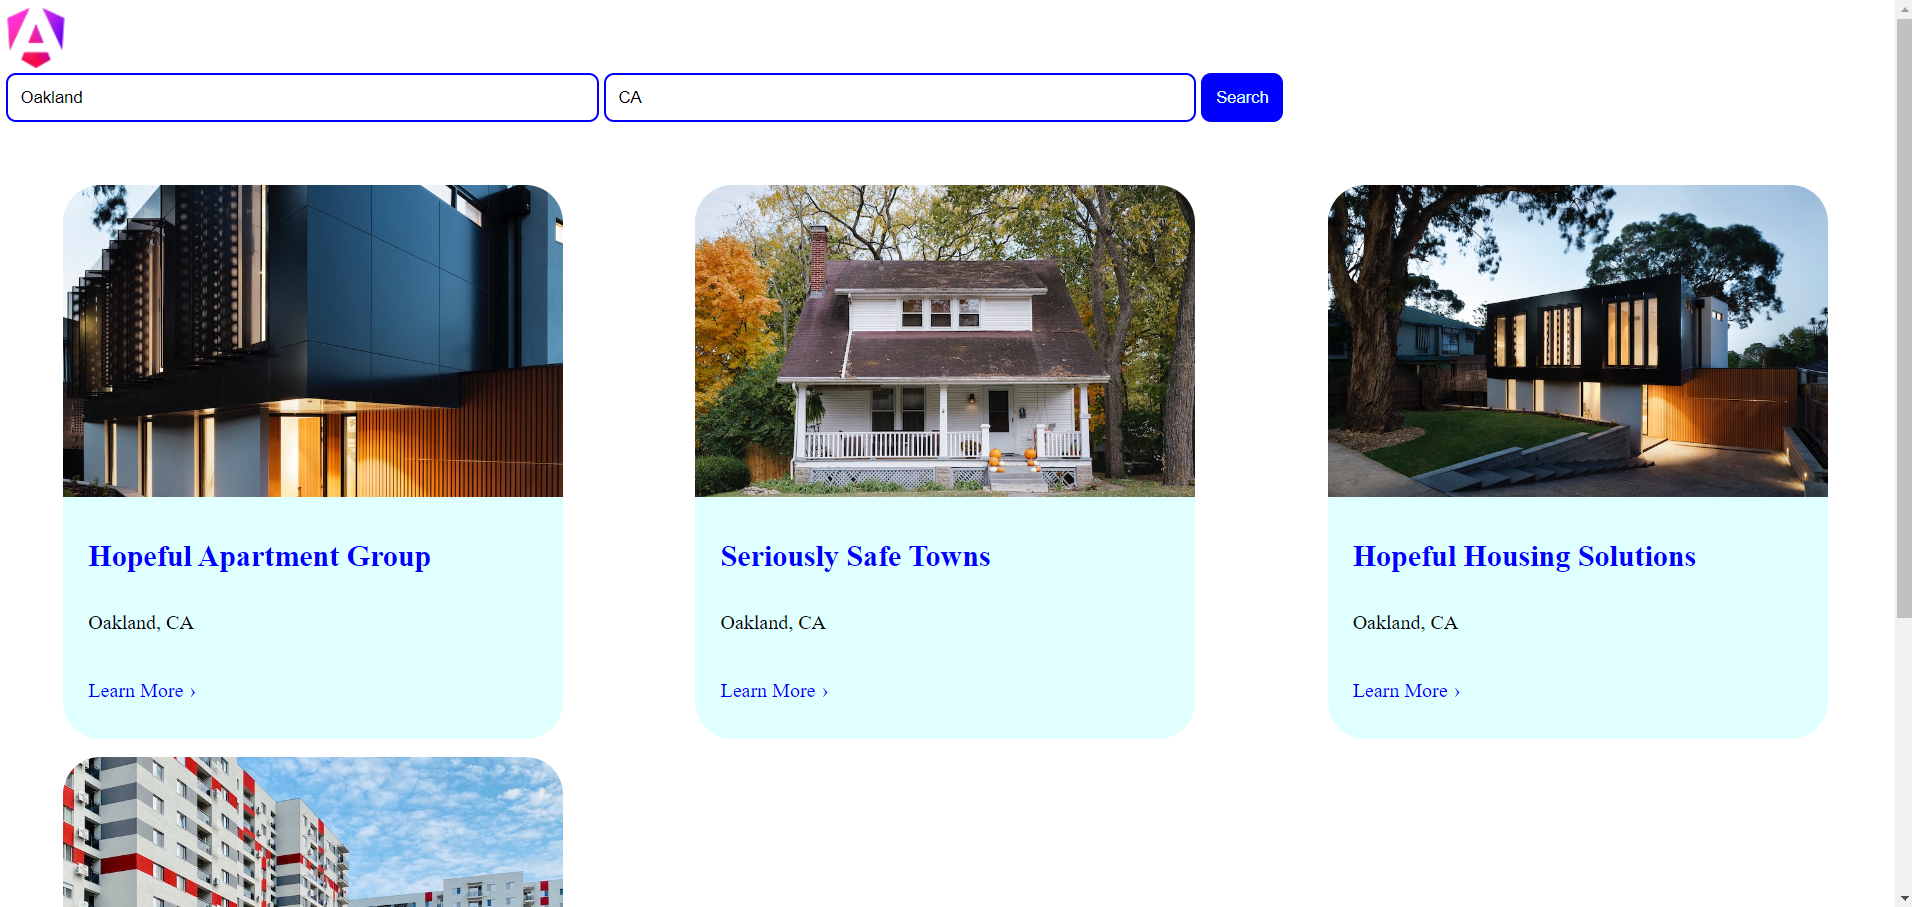 Oakland
CA
Search
Hopeful Apartment Group
Oakland, CA
Learn More ›
Seriously Safe Towns
Oakland, CA
Learn More ›
Hopeful Housing Solutions
Oakland, CA
Learn More ›